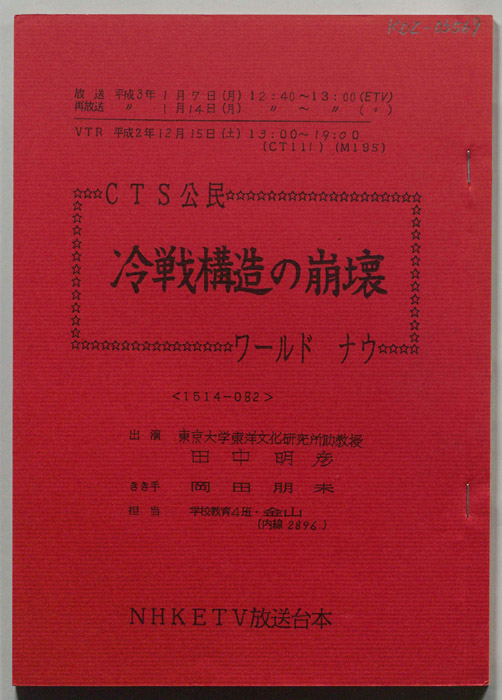 放送 平成3年1月7日(月) 12:40～13:00(ETV)
再放送 〃 1月14日(月) 〃 ～ 〃 (〃)
VTR 平成2年12月15日(土) 13:00～19:00
(CT111) (M195)
☆☆☆CTS公民☆☆☆☆☆☆☆☆☆☆☆☆☆☆☆☆☆☆☆☆
冷戦構造の崩壊
☆☆☆☆☆☆☆☆☆☆☆☆☆☆☆☆ワールド ナウ☆☆☆☆
<1514-082>
出演 東京大学東洋文化研究所助教授
田中明彦
きき手 岡田朋未
担当 学校教育4班・金山
(内線2896.)
NHKETV放送台本